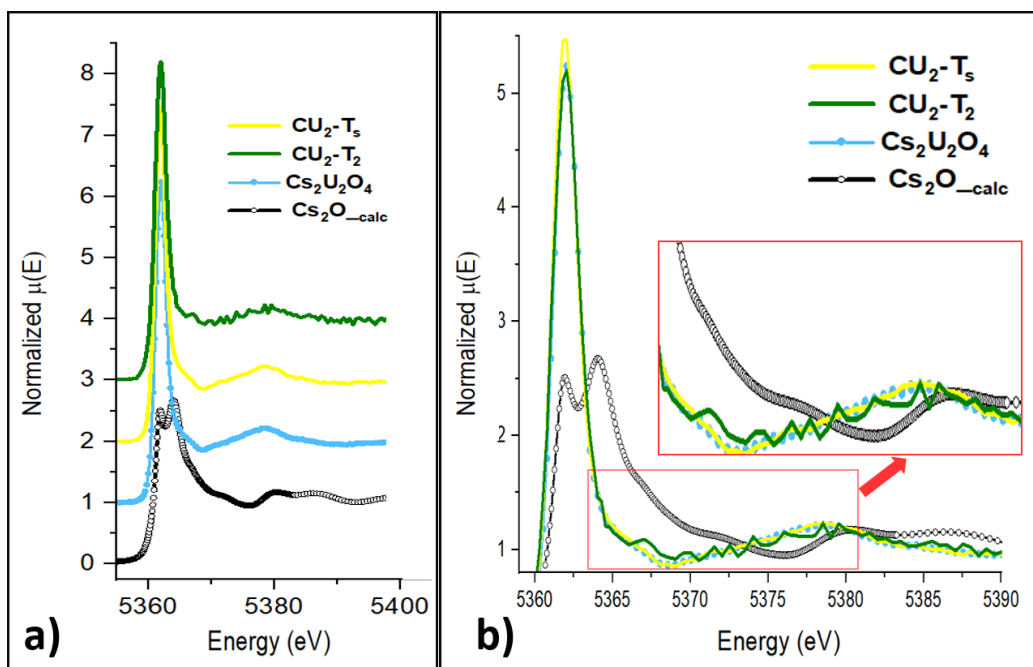 8
7
6
5
4
3
2
1
0
Normalized μ(E)
CU₂-Tₛ
CU₂-T₂
Cs₂U₂O₄
Cs₂O_calc
5360 5380 5400
Energy (eV)
a)
5
4
3
2
1
Normalized μ(E)
CU₂-Tₛ
CU₂-T₂
Cs₂U₂O₄
Cs₂O_calc
5360 5365 5370 5375 5380 5385 5390
Energy (eV)
b)